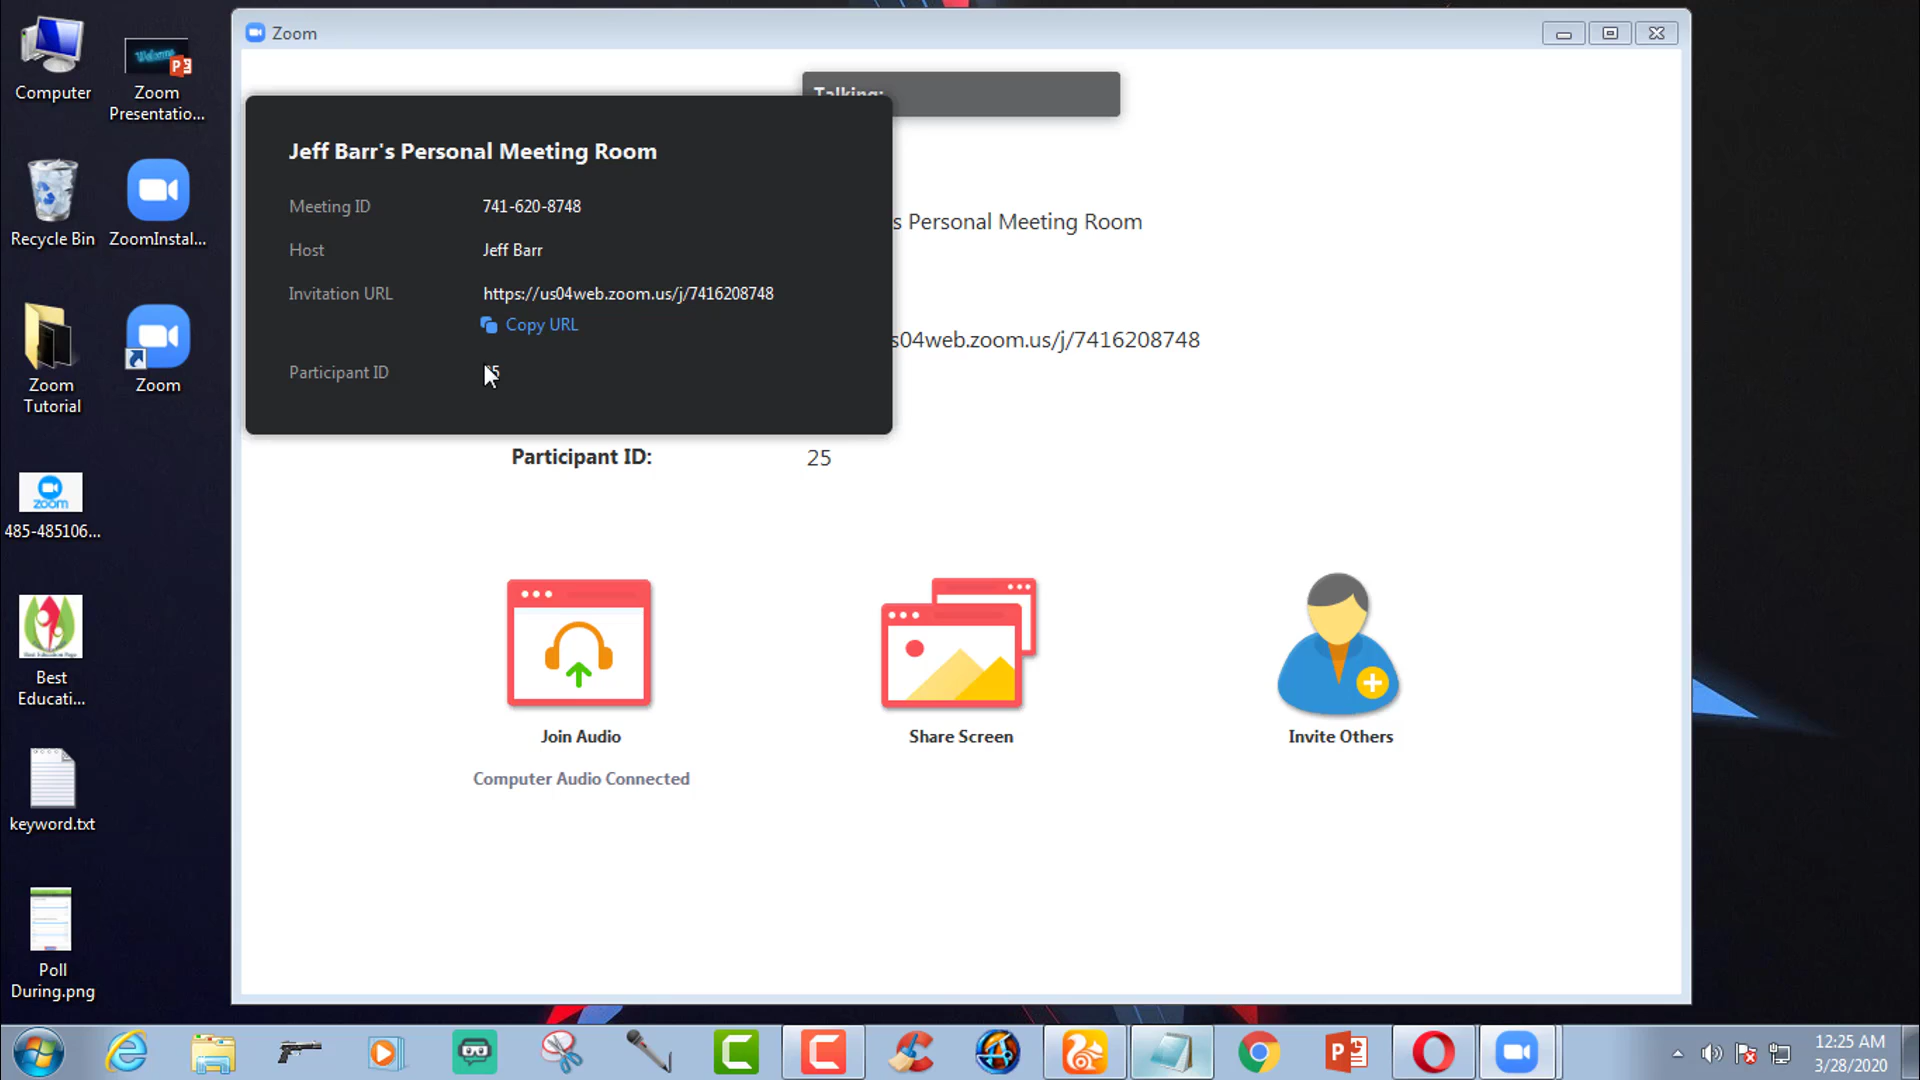 Computer
Zoom
Presentatio...
Recycle Bin
ZoomInstal...
Zoom
Tutorial
Zoom
zoom
485-485106...
Best
Educati...
keyword.txt
Poll
During.png
Zoom
Talking:
Jeff Barr's Personal Meeting Room
Meeting ID 741-620-8748
Host Jeff Barr
Invitation URL https://us04web.zoom.us/j/7416208748
Copy URL
Participant ID
s Personal Meeting Room
s04web.zoom.us/j/7416208748
Participant ID: 25
Join Audio
Computer Audio Connected
Share Screen
Invite Others
12:25 AM
3/28/2020